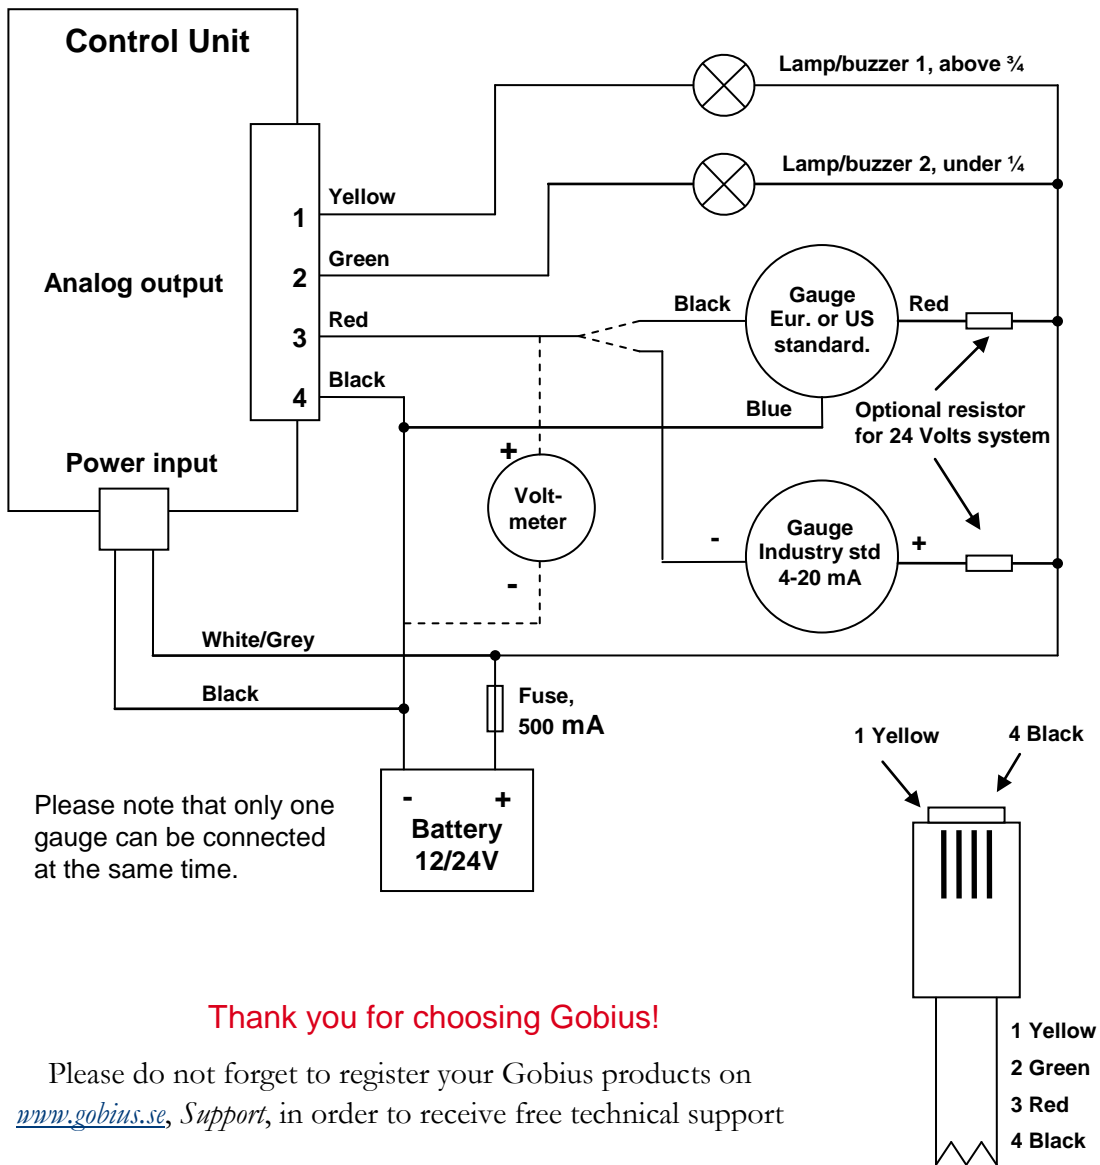 Control Unit
Lamp/buzzer 1, above ¾
Lamp/buzzer 2, under ¼
Yellow
1
Green
2
Analog output
Red
3
Black
4
Black
Gauge
Eur. or US
standard.
Red
Blue
Optional resistor
for 24 Volts system
Power input
+
Volt-
meter
-
-
Gauge
Industry std
4-20 mA
+
White/Grey
Black
Fuse,
500 mA
- +
Battery
12/24V
Please note that only one
gauge can be connected
at the same time.
1 Yellow
4 Black
1 Yellow
2 Green
3 Red
4 Black
Thank you for choosing Gobius!
Please do not forget to register your Gobius products on
www.gobius.se, Support, in order to receive free technical support